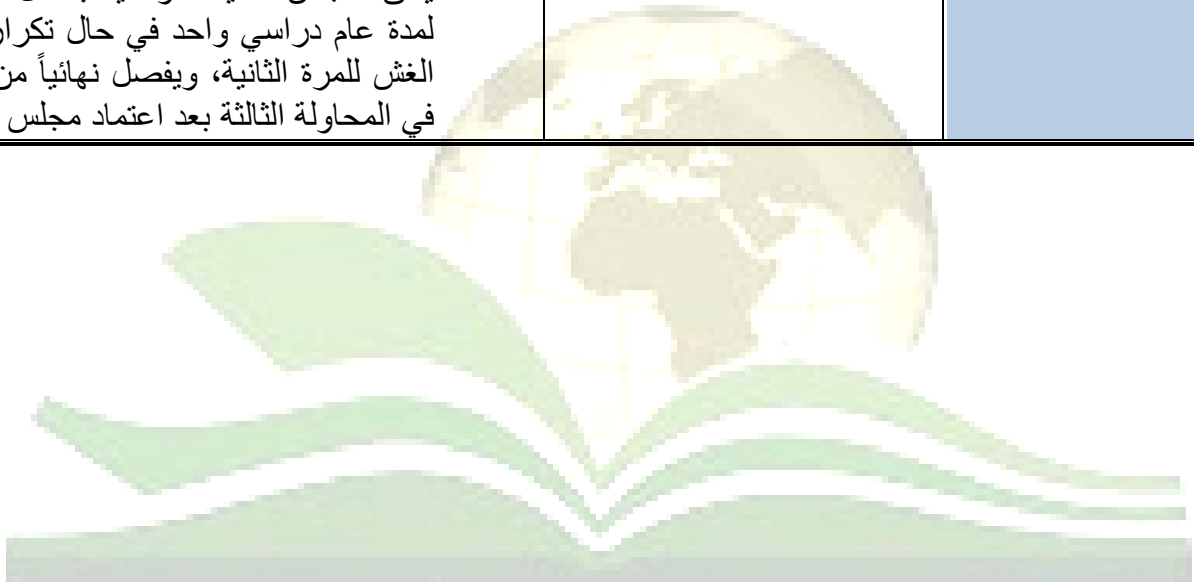 لمدة عام دراسي واحد في حال تكرار
الغش للمرة الثانية، ويفصل نهائياً من
في المحاولة الثالثة بعد اعتماد مجلس